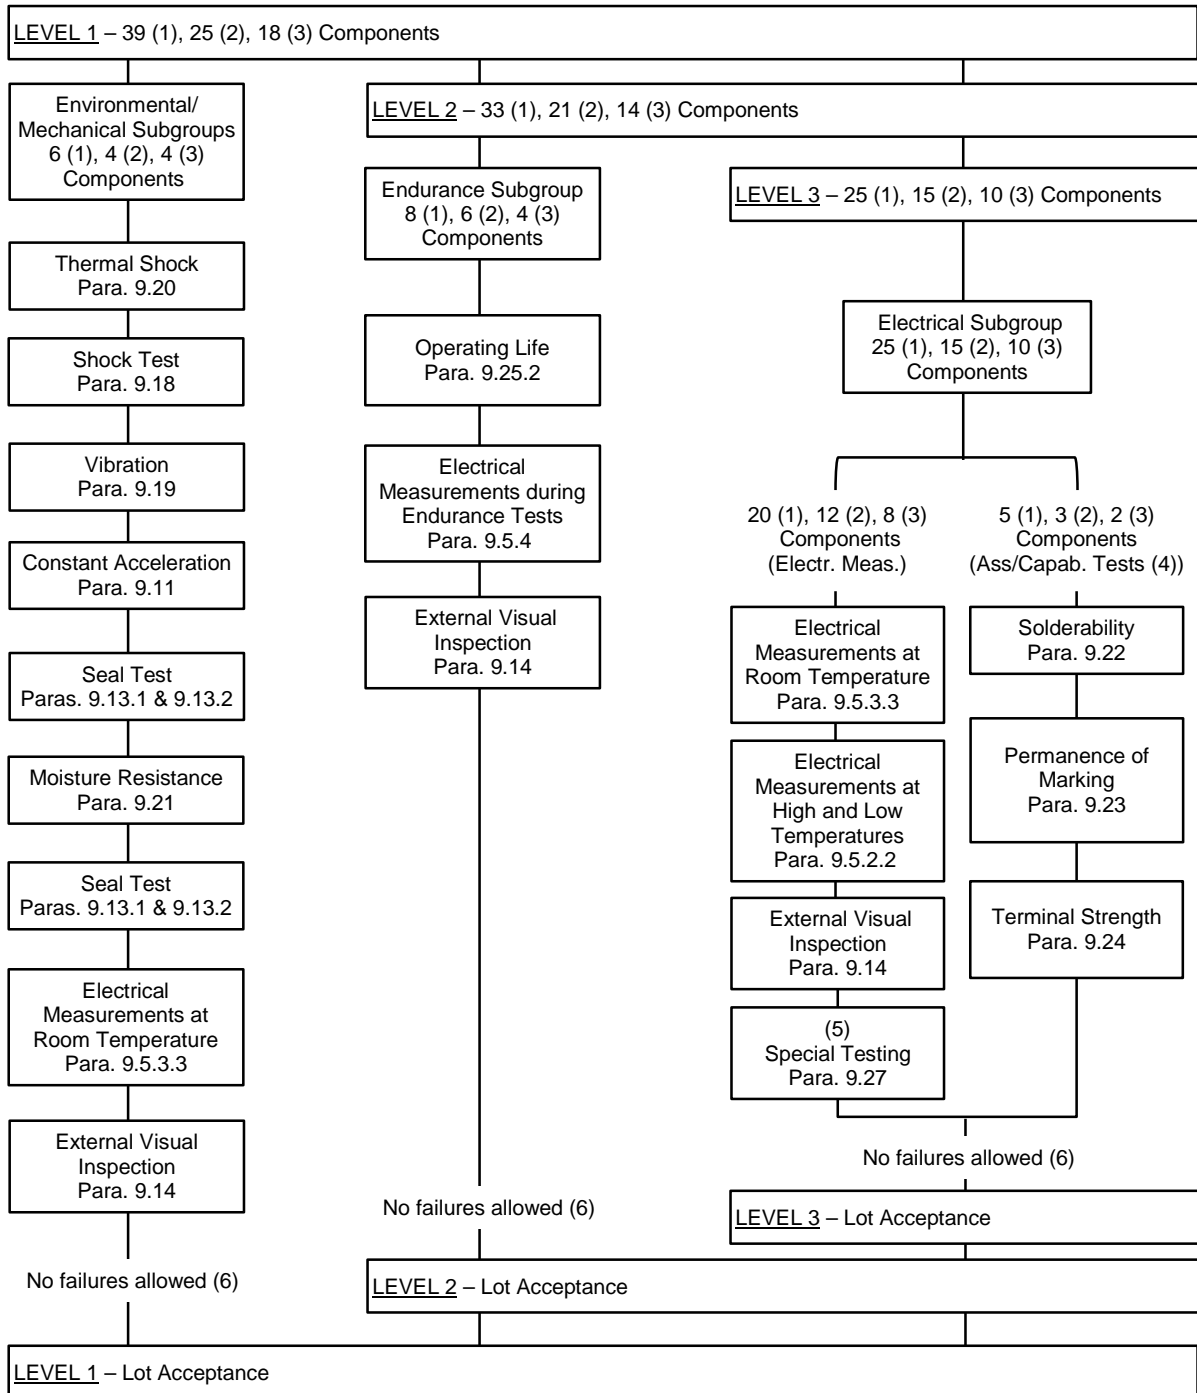 LEVEL 1 – 39 (1), 25 (2), 18 (3) Components
Environmental/
Mechanical Subgroups
6 (1), 4 (2), 4 (3)
Components
Thermal Shock
Para. 9.20
Shock Test
Para. 9.18
Vibration
Para. 9.19
Constant Acceleration
Para. 9.11
Seal Test
Paras. 9.13.1 & 9.13.2
Moisture Resistance
Para. 9.21
Seal Test
Paras. 9.13.1 & 9.13.2
Electrical
Measurements at
Room Temperature
Para. 9.5.3.3
External Visual
Inspection
Para. 9.14
No failures allowed (6)
LEVEL 2 – 33 (1), 21 (2), 14 (3) Components
Endurance Subgroup
8 (1), 6 (2), 4 (3)
Components
Operating Life
Para. 9.25.2
Electrical
Measurements during
Endurance Tests
Para. 9.5.4
External Visual
Inspection
Para. 9.14
No failures allowed (6)
LEVEL 3 – 25 (1), 15 (2), 10 (3) Components
Electrical Subgroup
25 (1), 15 (2), 10 (3)
Components
20 (1), 12 (2), 8 (3)
Components
(Electr. Meas.)
Electrical
Measurements at
Room Temperature
Para. 9.5.3.3
Electrical
Measurements at
High and Low
Temperatures
Para. 9.5.2.2
External Visual
Inspection
Para. 9.14
(5)
Special Testing
Para. 9.27
5 (1), 3 (2), 2 (3)
Components
(Ass/Capab. Tests (4))
Solderability
Para. 9.22
Permanence of
Marking
Para. 9.23
Terminal Strength
Para. 9.24
No failures allowed (6)
LEVEL 3 – Lot Acceptance
LEVEL 2 – Lot Acceptance
LEVEL 1 – Lot Acceptance